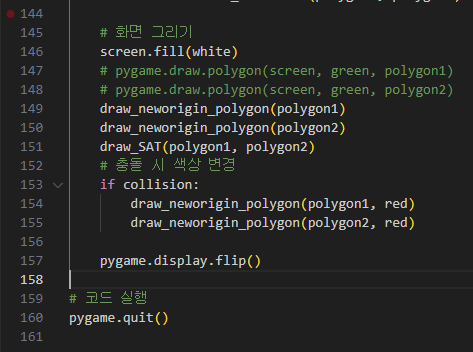 144
145 # 화면 그리기
146 screen.fill(white)
147 # pygame.draw.polygon(screen, green, polygon1)
148 # pygame.draw.polygon(screen, green, polygon2)
149 draw_neworigin_polygon(polygon1)
150 draw_neworigin_polygon(polygon2)
151 draw_SAT(polygon1, polygon2)
152 # 충돌 시 색상 변경
153 if collision:
154 draw_neworigin_polygon(polygon1, red)
155 draw_neworigin_polygon(polygon2, red)
156
157 pygame.display.flip()
158
159 # 코드 실행
160 pygame.quit()
161